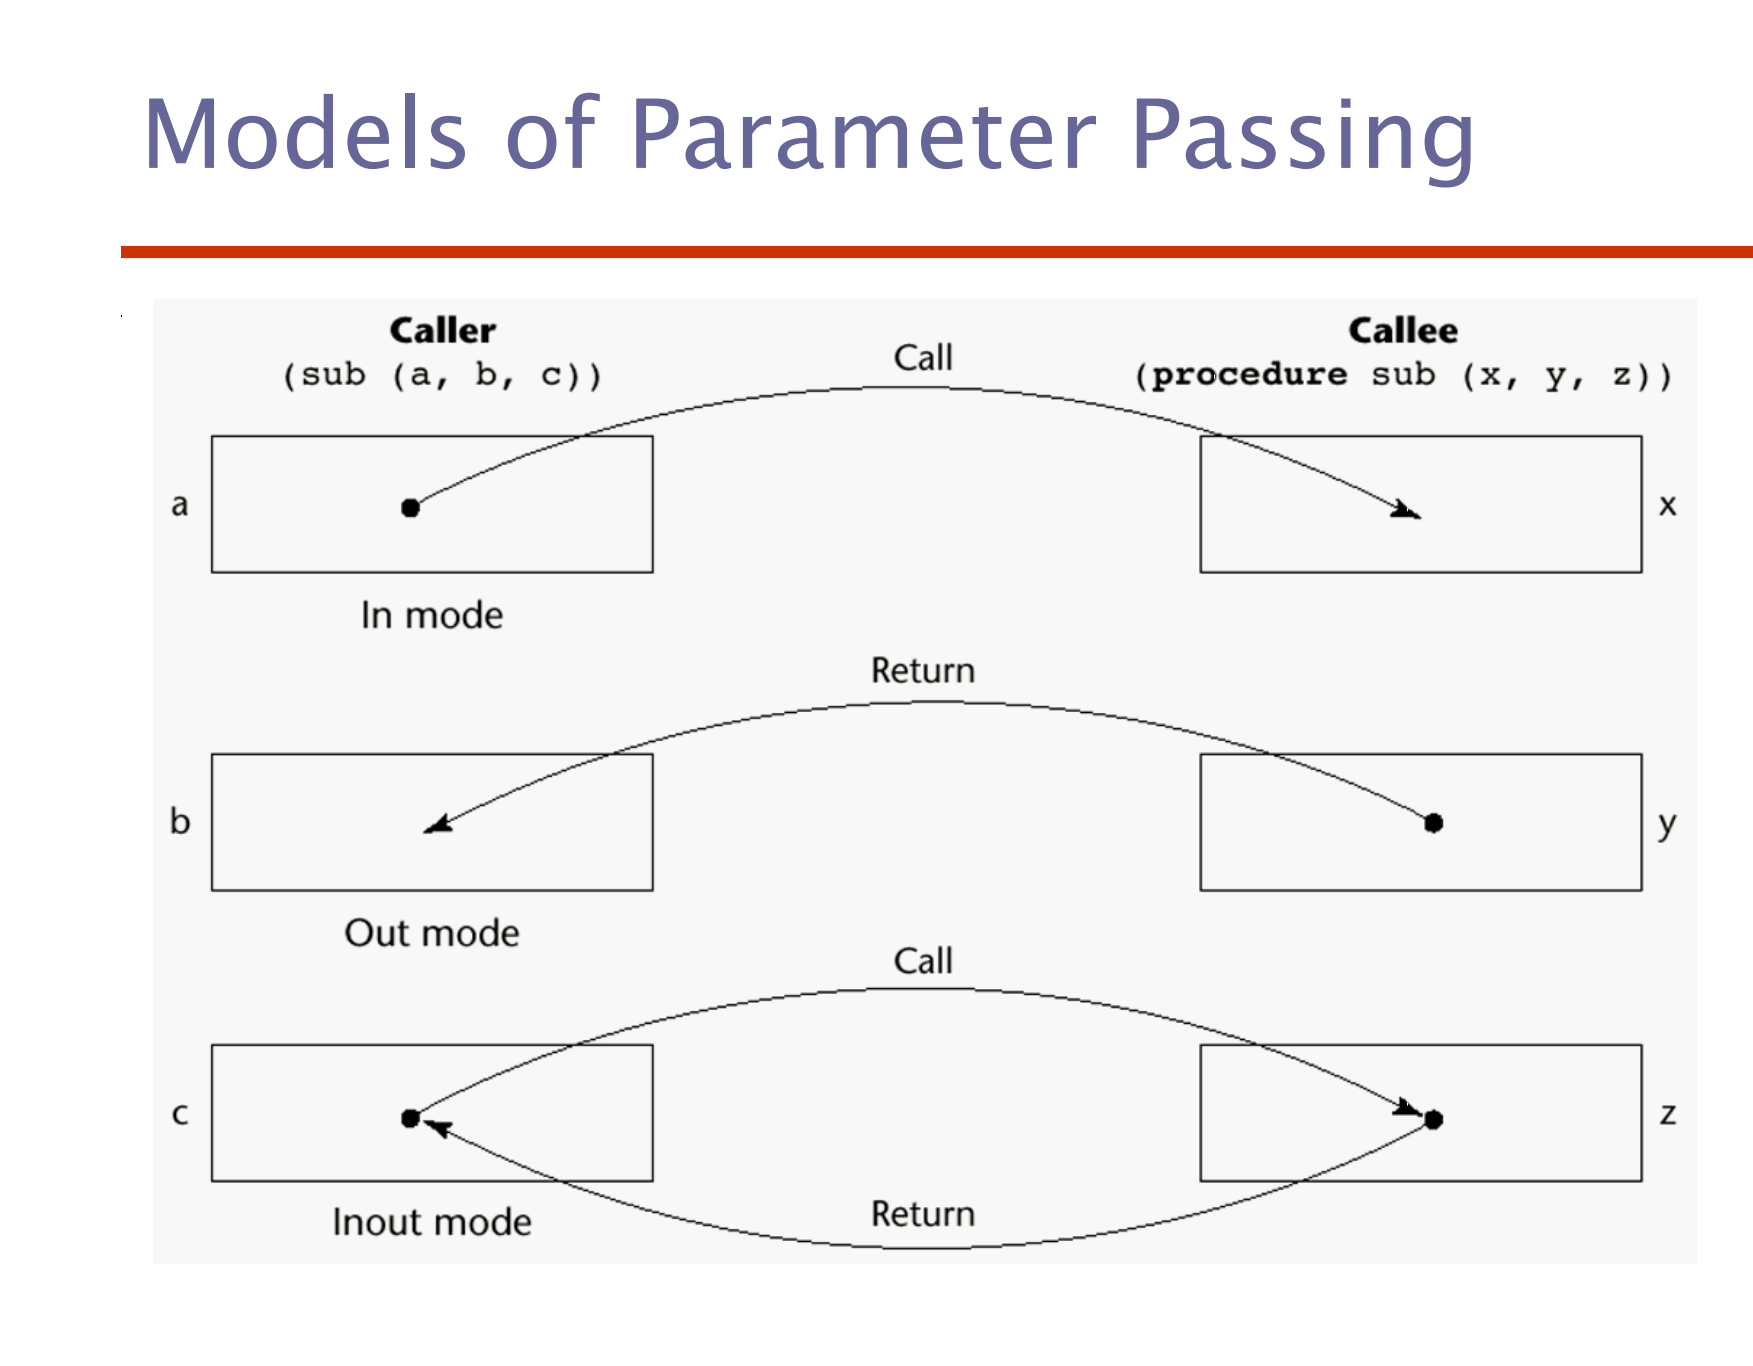 Models of Parameter Passing
Caller
(sub (a, b, c))
Call
Callee
(procedure sub (x, y, z))
a
x
In mode
Return
b
y
Out mode
Call
c
z
Inout mode
Return